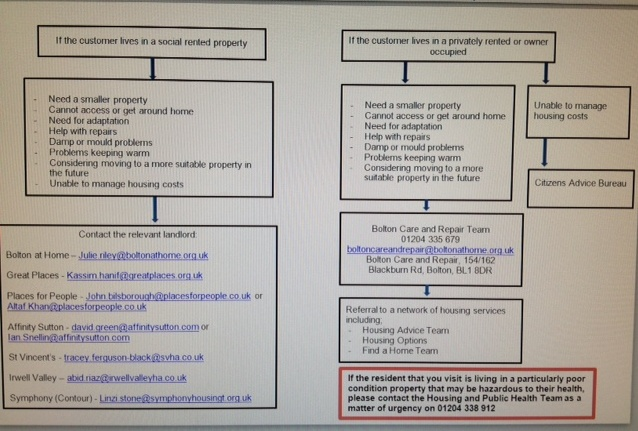 If the customer lives in a social rented property
- Need a smaller property
- Cannot access or get around home
- Need for adaptation
- Help with repairs
- Damp or mould problems
- Problems keeping warm
- Considering moving to a more suitable property in
the future
- Unable to manage housing costs
Contact the relevant landlord:
Bolton at Home – Julie.riley@boltonathome.org.uk
Great Places - Kassim.hanif@greatplaces.org.uk
Places for People - John.bilsborough@placesforpeople.co.uk or
Altaf.Khan@placesforpeople.co.uk
Affinity Sutton - david.green@affinitysutton.com or
Ian.Snellin@affinitysutton.com
St Vincent's - tracey.ferguson-black@svha.co.uk
Irwell Valley – abid.naz@irwellvalleyha.co.uk
Symphony (Contour) - Linzi.stone@symphonyhousing.org.uk
If the customer lives in a privately rented or owner
occupied
- Need a smaller property
- Cannot access or get around home
- Need for adaptation
- Help with repairs
- Damp or mould problems
- Problems keeping warm
- Considering moving to a more
suitable property in the future
Unable to manage
housing costs
Citizens Advice Bureau
Bolton Care and Repair Team
01204 335 679
boltoncareandrepair@boltonathome.org.uk
Bolton Care and Repair, 154/162
Blackburn Rd, Bolton, BL1 8DR
Referral to a network of housing services
including;
- Housing Advice Team
- Housing Options
- Find a Home Team
If the resident that you visit is living in a particularly poor
condition property that may be hazardous to their health,
please contact the Housing and Public Health Team as a
matter of urgency on 01204 338 912